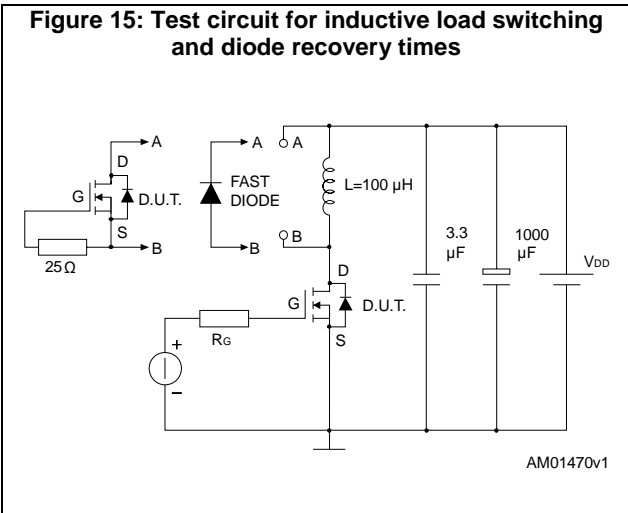 Figure 15: Test circuit for inductive load switching
and diode recovery times
A
D
G
D.U.T.
S
B
25Ω
A
FAST
DIODE
B
A
L=100 µH
B
D
G
D.U.T.
S
RG
+
–
3.3
µF
1000
µF
VDD
AM01470v1